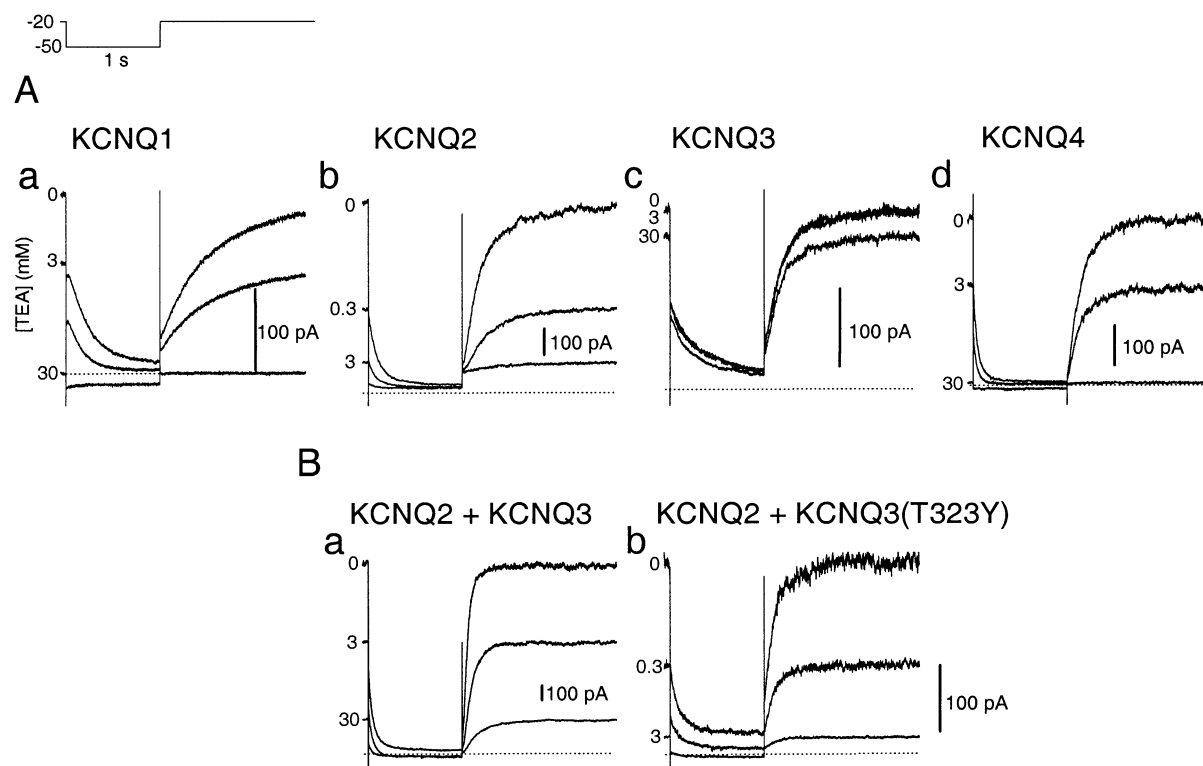 -20
-50
1 s
A
KCNQ1
KCNQ2
KCNQ3
KCNQ4
a
b
c
d
[TEA] (mM)
0
3
30
100 pA
0
0.3
3
100 pA
0
3
30
100 pA
0
3
30
100 pA
B
KCNQ2 + KCNQ3
KCNQ2 + KCNQ3(T323Y)
a
b
0
3
30
100 pA
0
0.3
3
100 pA